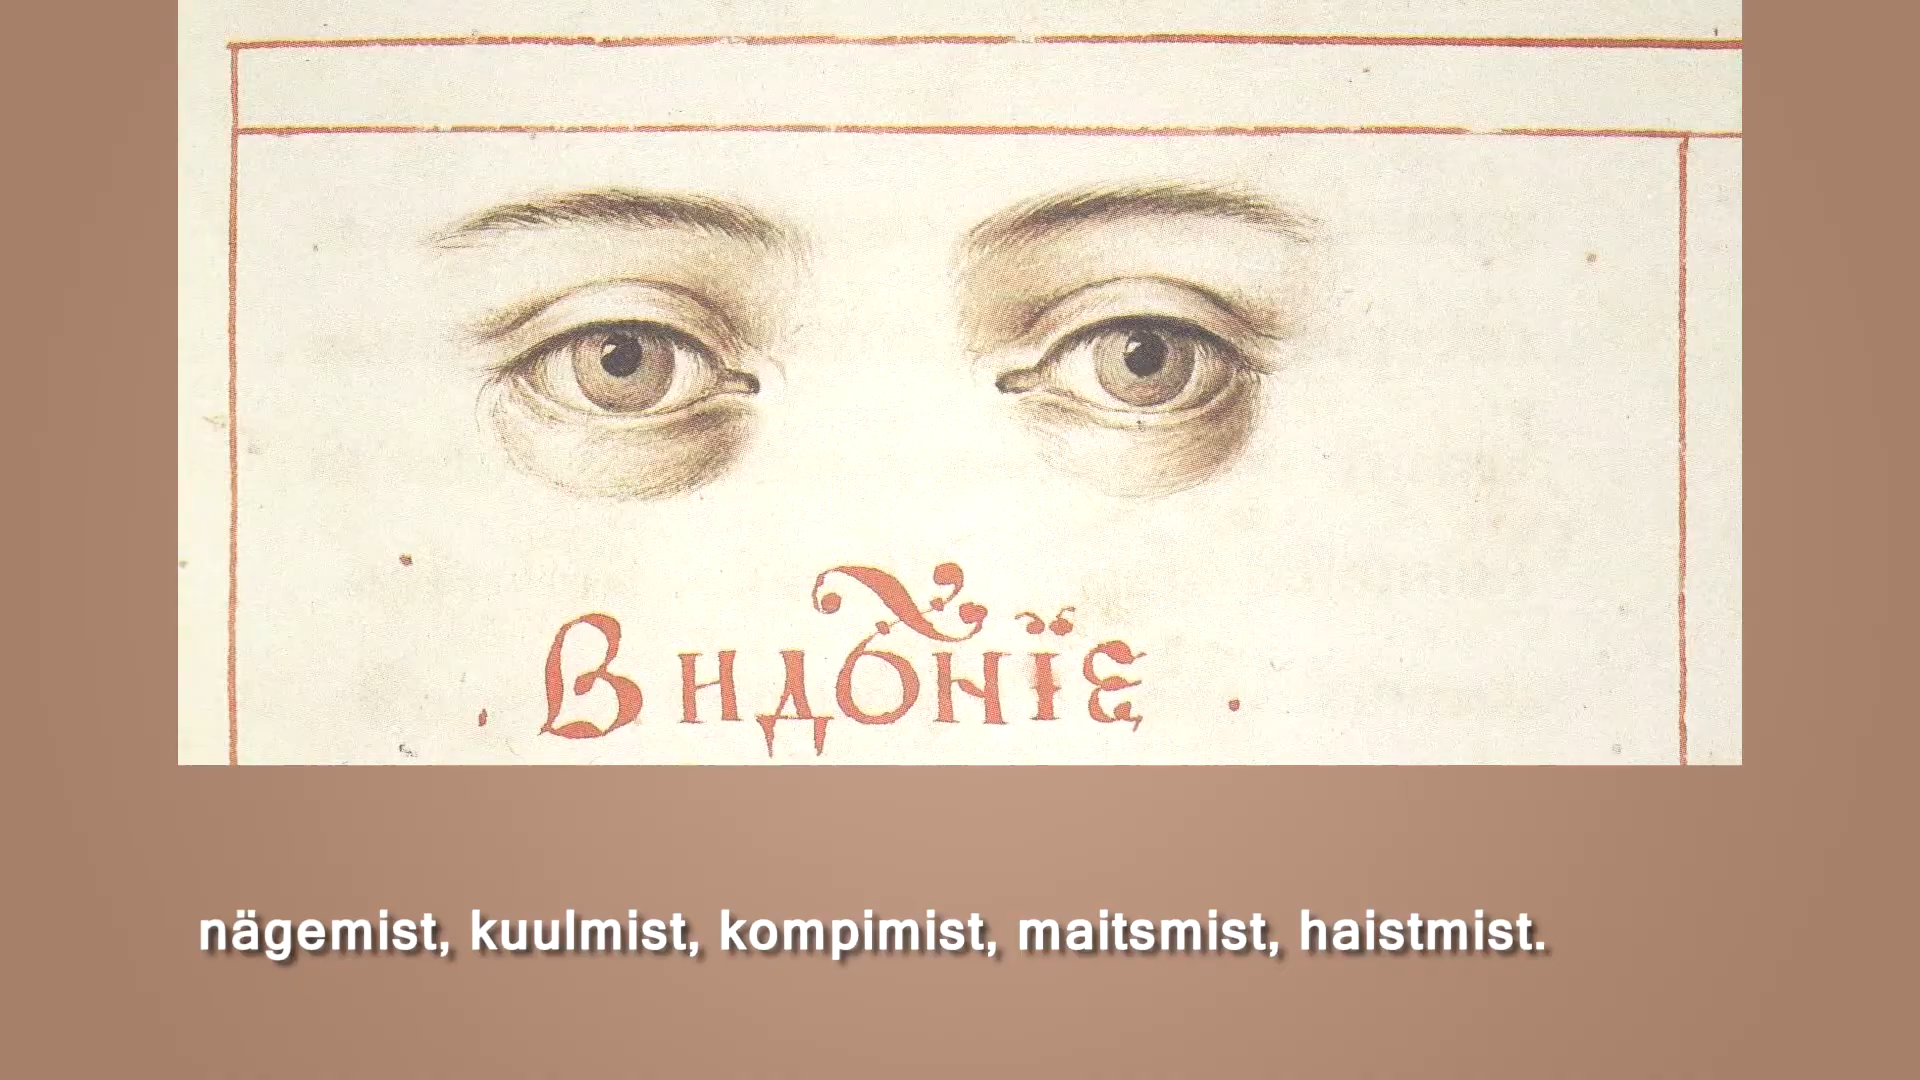 . Видѣнїе .
nägemist, kuulmist, kompimist, maitsmist, haistmist.